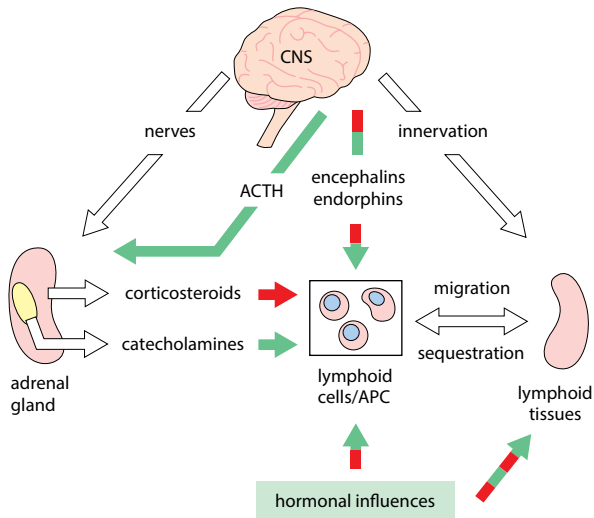 CNS
nerves
innervation
ACTH
encephalins
endorphins
corticosteroids
migration
catecholamines
sequestration
adrenal
gland
lymphoid
cells/APC
lymphoid
tissues
hormonal influences